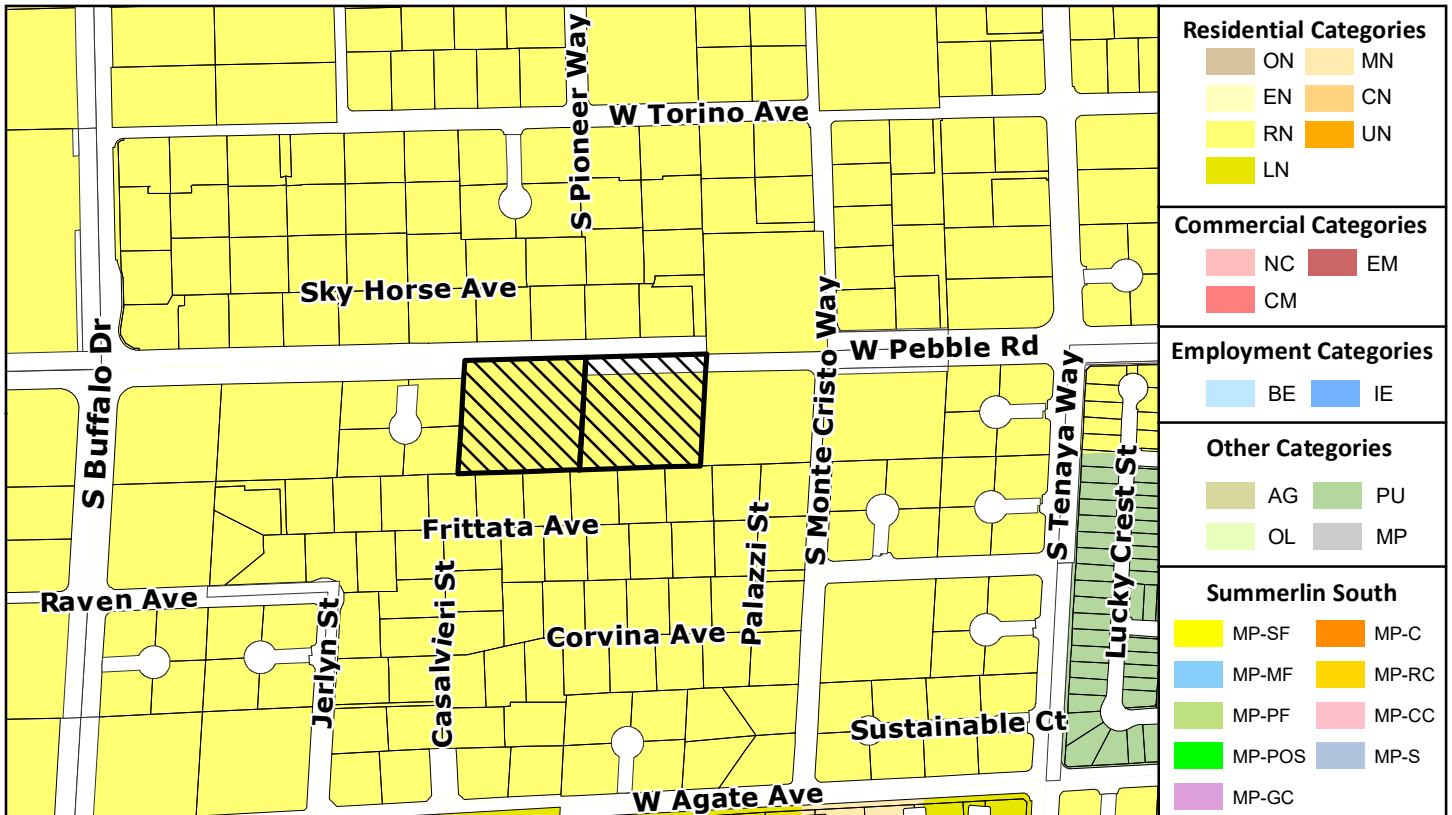 S Pioneer Way
W Torino Ave
Sky Horse Ave
S Buffalo Dr
S Monte Cristo Way
W Pebble Rd
S Tenaya Way
Lucky Crest St
Frittata Ave
Palazzi St
Raven Ave
Jerlyn St
Casalvieri St
Corvina Ave
Sustainable Ct
W Agate Ave
Residential Categories
ON MN
EN CN
RN UN
LN
Commercial Categories
NC EM
CM
Employment Categories
BE IE
Other Categories
AG PU
OL MP
Summerlin South
MP-SF MP-C
MP-MF MP-RC
MP-PF MP-CC
MP-POS MP-S
MP-GC